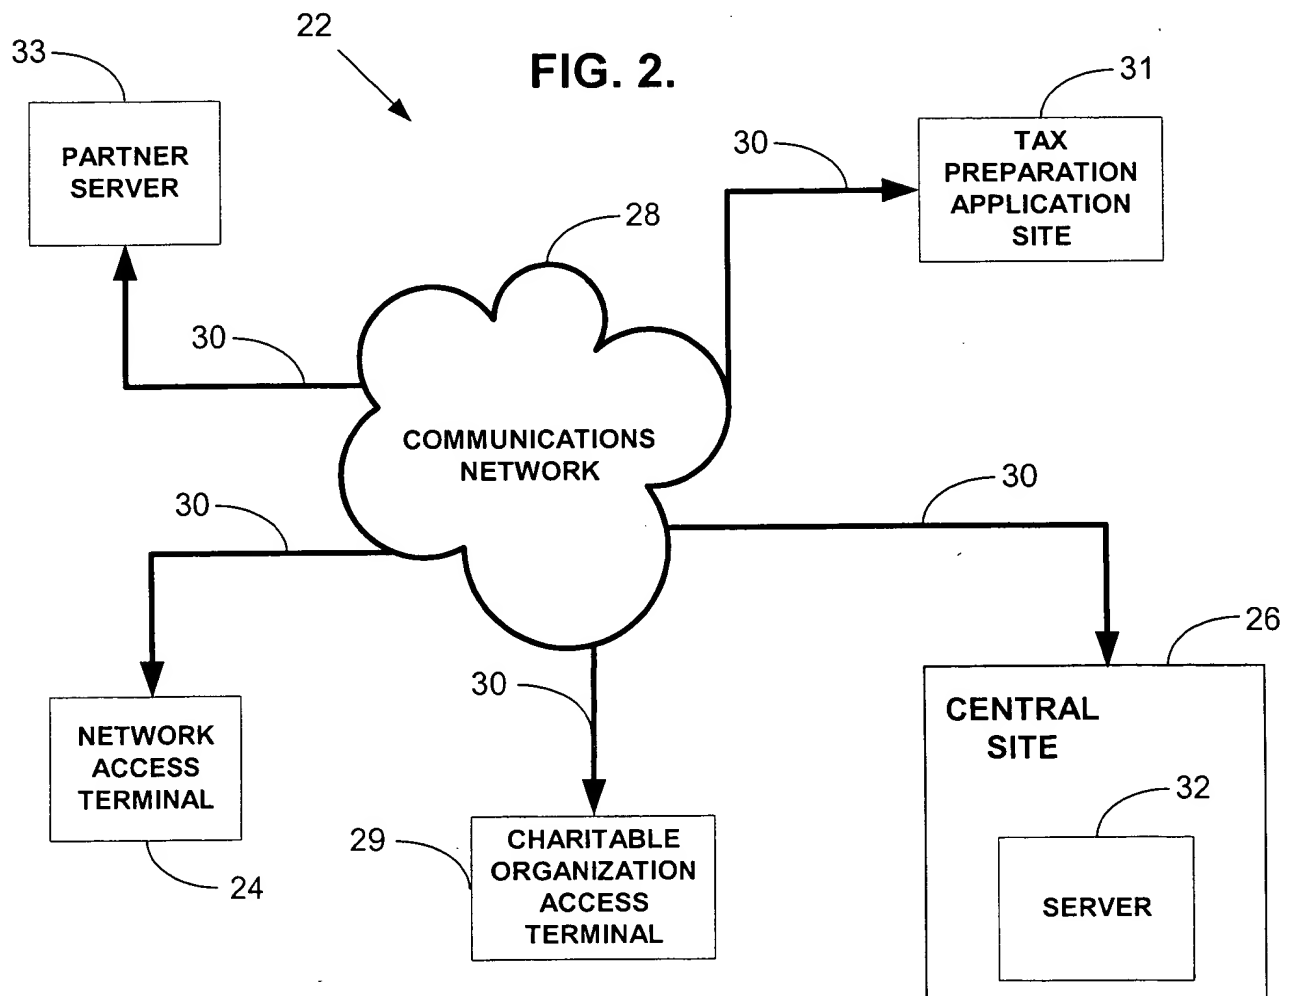 22
33
FIG. 2.
31
PARTNER
SERVER
30
TAX
PREPARATION
APPLICATION
SITE
28
30
COMMUNICATIONS
NETWORK
30
30
26
30
CENTRAL
SITE
NETWORK
ACCESS
TERMINAL
32
29
CHARITABLE
ORGANIZATION
ACCESS
TERMINAL
24
SERVER